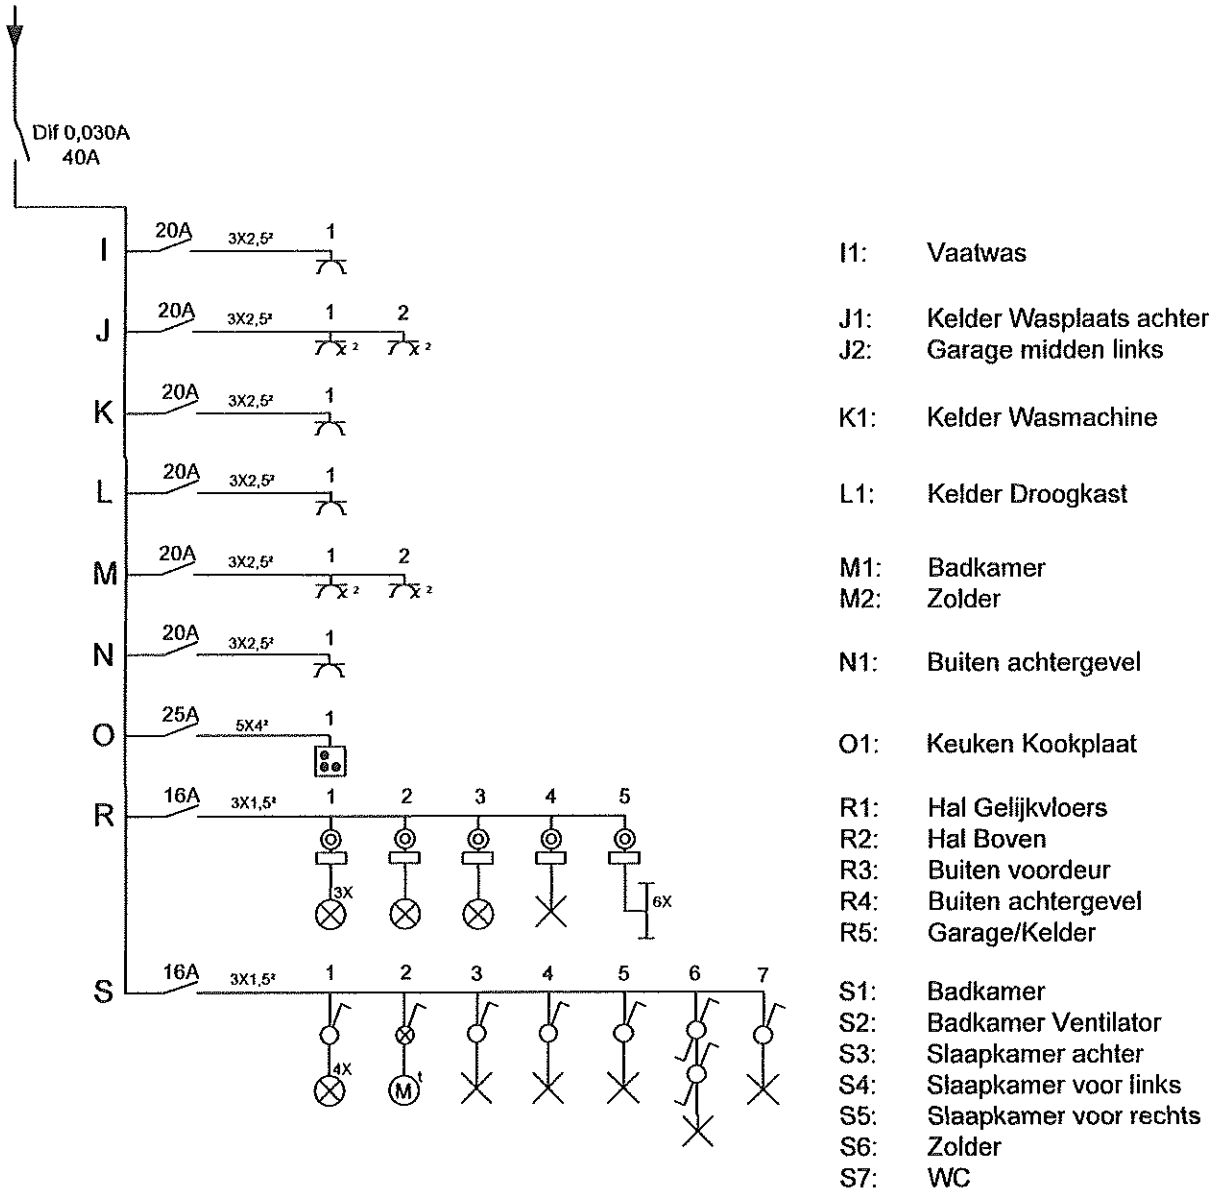 Dif 0,030A
40A
I 20A 3X2,5² 1
J 20A 3X2,5² 1 2
X² X²
K 20A 3X2,5² 1
L 20A 3X2,5² 1
M 20A 3X2,5² 1 2
X² X²
N 20A 3X2,5² 1
O 25A 5X4² 1
R 16A 3X1,5² 1 2 3 4 5
3X 6X
S 16A 3X1,5² 1 2 3 4 5 6 7
4X M t
I1: Vaatwas
J1: Kelder Wasplaats achter
J2: Garage midden links
K1: Kelder Wasmachine
L1: Kelder Droogkast
M1: Badkamer
M2: Zolder
N1: Buiten achtergevel
O1: Keuken Kookplaat
R1: Hal Gelijkvloers
R2: Hal Boven
R3: Buiten voordeur
R4: Buiten achtergevel
R5: Garage/Kelder
S1: Badkamer
S2: Badkamer Ventilator
S3: Slaapkamer achter
S4: Slaapkamer voor links
S5: Slaapkamer voor rechts
S6: Zolder
S7: WC